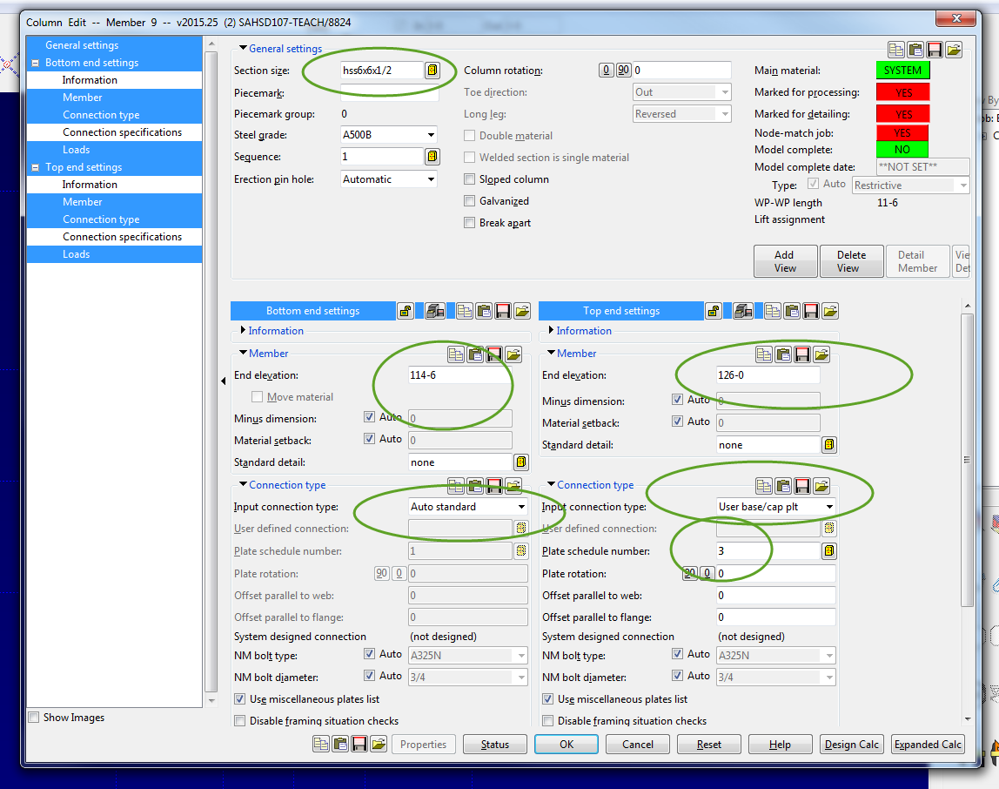 Column Edit -- Member 9 -- v2015.25 (2) SAHSD107-TEACH/8824
General settings
Bottom end settings
Information
Member
Connection type
Connection specifications
Loads
Top end settings
Information
Member
Connection type
Connection specifications
Loads
Show Images
General settings
Section size: hss6x6x1/2
Piecemark:
Piecemark group: 0
Steel grade: A500B
Sequence: 1
Erection pin hole: Automatic
Column rotation: 0 90 0
Toe direction: Out
Long leg: Reversed
Double material
Welded section is single material
Sloped column
Galvanized
Break apart
Main material: SYSTEM
Marked for processing: YES
Marked for detailing: YES
Node-match job: YES
Model complete: NO
Model complete date: **NOT SET**
Type: Auto Restrictive
WP-WP length 11-6
Lift assignment
Add View
Delete View
Detail Member
Bottom end settings
Information
Member
End elevation: 114-6
Move material
Minus dimension: Auto 0
Material setback: Auto 0
Standard detail: none
Connection type
Input connection type: Auto standard
User defined connection:
Plate schedule number: 1
Plate rotation: 90 0 0
Offset parallel to web: 0
Offset parallel to flange: 0
System designed connection (not designed)
NM bolt type: Auto A325N
NM bolt diameter: Auto 3/4
Use miscellaneous plates list
Disable framing situation checks
Top end settings
Information
Member
End elevation: 126-0
Minus dimension: Auto 0
Material setback: Auto 0
Standard detail: none
Connection type
Input connection type: User base/cap plt
User defined connection:
Plate schedule number: 3
Plate rotation: 90 0 0
Offset parallel to web: 0
Offset parallel to flange: 0
System designed connection (not designed)
NM bolt type: Auto A325N
NM bolt diameter: Auto 3/4
Use miscellaneous plates list
Disable framing situation checks
Properties Status OK Cancel Reset Help Design Calc Expanded Calc